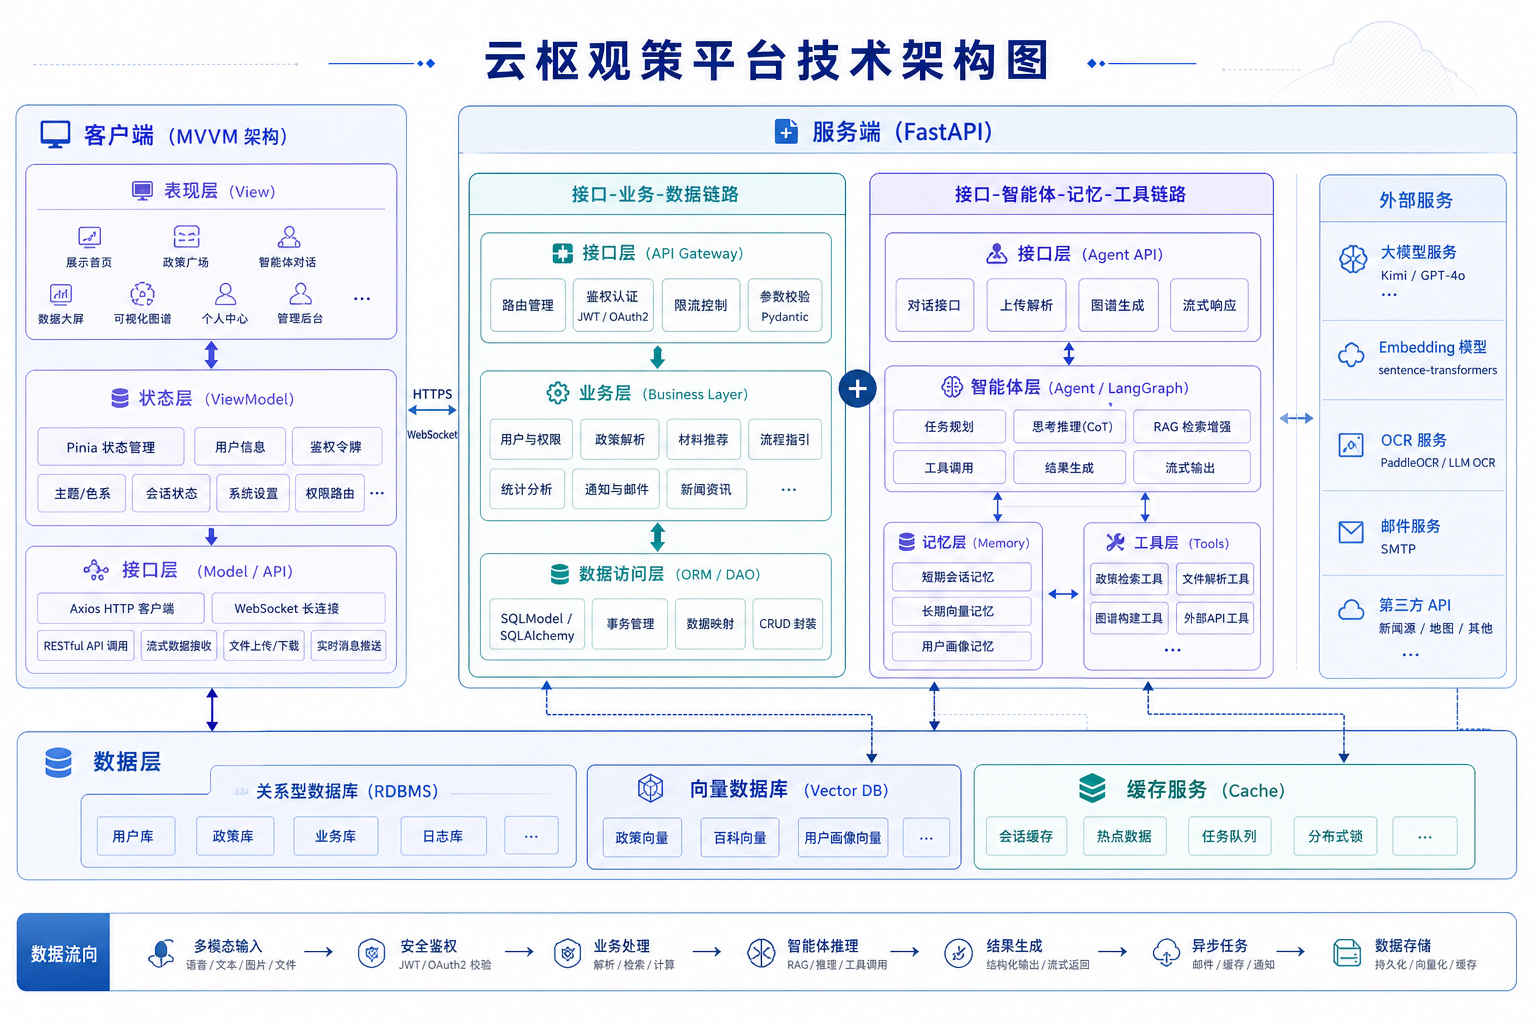 云枢观策平台技术架构图
客户端（MVVM 架构）
表现层（View）
展示首页
政策广场
智能体对话
数据大屏
可视化图谱
个人中心
管理后台
...
状态层（ViewModel）
Pinia 状态管理
用户信息
鉴权令牌
主题/色系
会话状态
系统设置
权限路由
...
接口层（Model / API）
Axios HTTP 客户端
WebSocket 长连接
RESTful API 调用
流式数据接收
文件上传/下载
实时消息推送
HTTPS
WebSocket
服务端（FastAPI）
接口-业务-数据链路
接口层（API Gateway）
路由管理
鉴权认证
JWT / OAuth2
限流控制
参数校验
Pydantic
业务层（Business Layer）
用户与权限
政策解析
材料推荐
流程指引
统计分析
通知与邮件
新闻资讯
...
数据访问层（ORM / DAO）
SQLModel /
SQLAlchemy
事务管理
数据映射
CRUD 封装
接口-智能体-记忆-工具链路
接口层（Agent API）
对话接口
上传解析
图谱生成
流式响应
智能体层（Agent / LangGraph）
任务规划
思考推理(CoT)
RAG 检索增强
工具调用
结果生成
流式输出
记忆层（Memory）
短期会话记忆
长期向量记忆
用户画像记忆
工具层（Tools）
政策检索工具
文件解析工具
图谱构建工具
外部API工具
...
外部服务
大模型服务
Kimi / GPT-4o
...
Embedding 模型
sentence-transformers
OCR 服务
PaddleOCR / LLM OCR
邮件服务
SMTP
第三方 API
新闻源 / 地图 / 其他
...
数据层
关系型数据库（RDBMS）
用户库
政策库
业务库
日志库
...
向量数据库（Vector DB）
政策向量
百科向量
用户画像向量
...
缓存服务（Cache）
会话缓存
热点数据
任务队列
分布式锁
...
数据流向
多模态输入
语音 / 文本 / 图片 / 文件
安全鉴权
JWT / OAuth2 校验
业务处理
解析 / 检索 / 计算
智能体推理
RAG / 推理 / 工具调用
结果生成
结构化输出 / 流式返回
异步任务
邮件 / 缓存 / 通知
数据存储
持久化 / 向量化 / 缓存